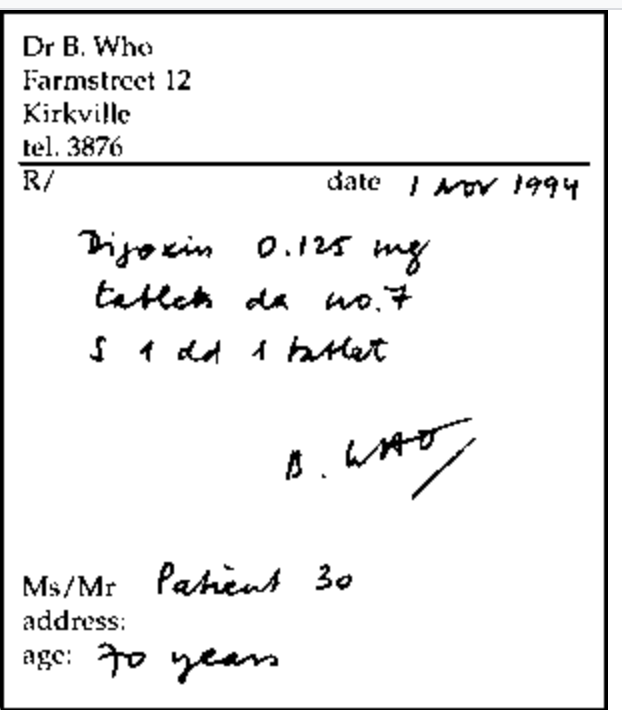 Dr B. Who
Farmstreet 12
Kirkville
tel. 3876
R/ date 1 Nov 1994
Digoxin 0.125 mg
tablets da no.7
S 1 dd 1 tablet
B. WHO
Ms/Mr Patient 30
address:
age: 70 years